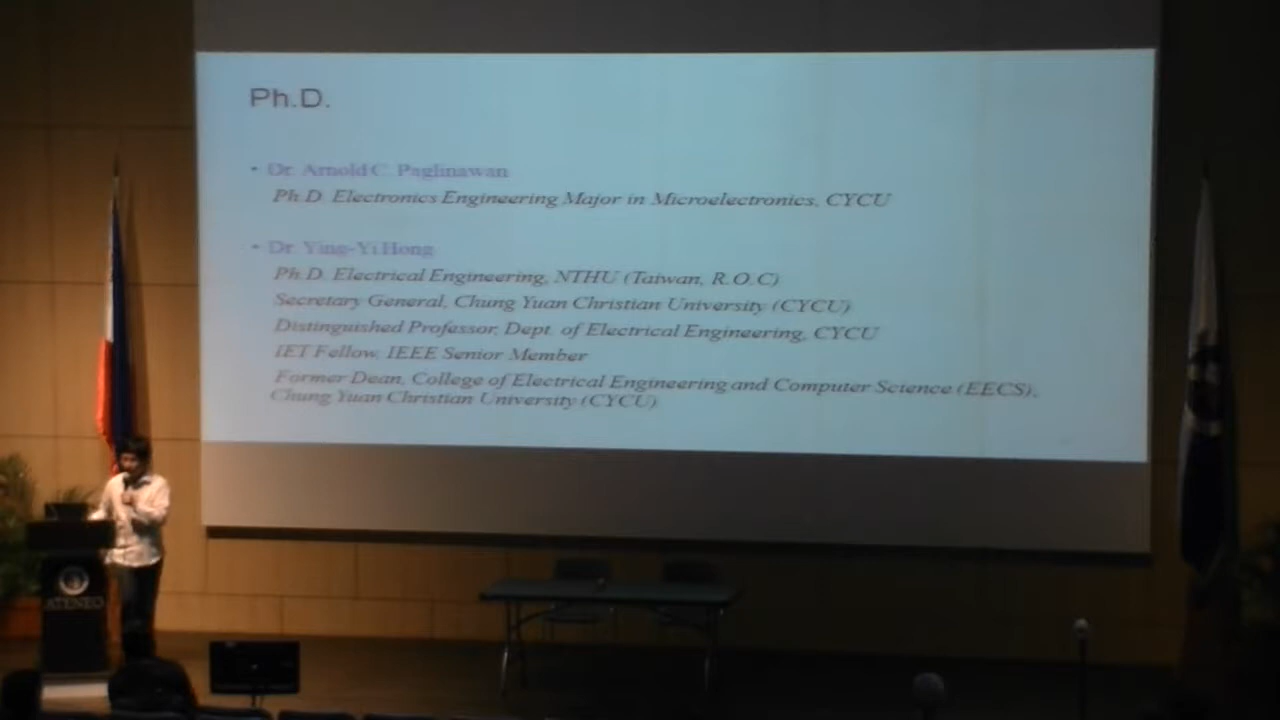 Ph.D.
• Dr. Arnold C. Paglinawan
Ph.D. Electronics Engineering Major in Microelectronics, CYCU
• Dr. Ying-Yi Hong
Ph.D. Electrical Engineering, NTHU (Taiwan, R.O.C)
Secretary General, Chung Yuan Christian University (CYCU)
Distinguished Professor, Dept. of Electrical Engineering, CYCU
IET Fellow, IEEE Senior Member
Former Dean, College of Electrical Engineering and Computer Science (EECS),
Chung Yuan Christian University (CYCU)
ATENEO